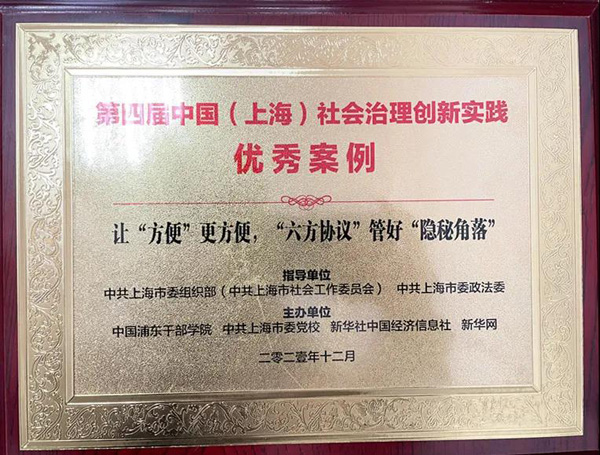 第四届中国（上海）社会治理创新实践
优秀案例
让“方便”更方便，“六方协议”管好“隐秘角落”
指导单位
中共上海市委组织部（中共上海市社会工作委员会） 中共上海市委政法委
主办单位
中国浦东干部学院 中共上海市委党校 新华社中国经济信息社 新华网
二零二壹年十二月